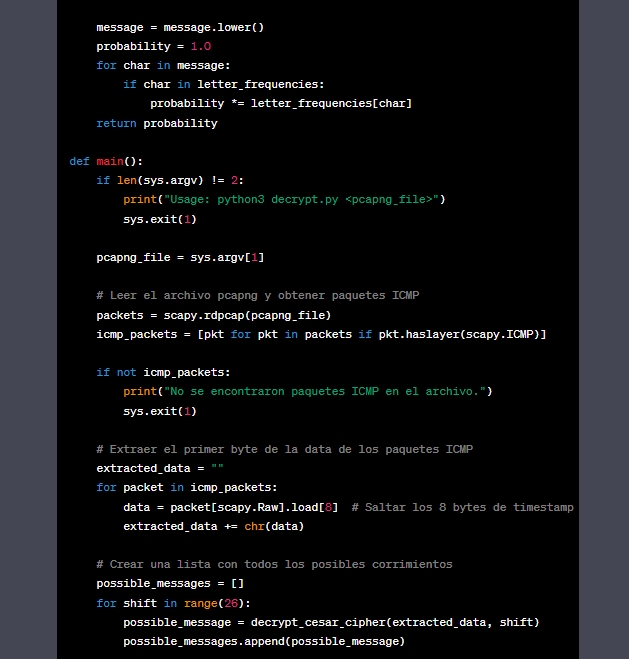 message = message.lower()
probability = 1.0
for char in message:
if char in letter_frequencies:
probability *= letter_frequencies[char]
return probability
def main():
if len(sys.argv) != 2:
print("Usage: python3 decrypt.py <pcapng_file>")
sys.exit(1)
pcapng_file = sys.argv[1]
# Leer el archivo pcapng y obtener paquetes ICMP
packets = scapy.rdpcap(pcapng_file)
icmp_packets = [pkt for pkt in packets if pkt.haslayer(scapy.ICMP)]
if not icmp_packets:
print("No se encontraron paquetes ICMP en el archivo.")
sys.exit(1)
# Extraer el primer byte de la data de los paquetes ICMP
extracted_data = ""
for packet in icmp_packets:
data = packet[scapy.Raw].load[8]  # Saltar los 8 bytes de timestamp
extracted_data += chr(data)
# Crear una lista con todos los posibles corrimientos
possible_messages = []
for shift in range(26):
possible_message = decrypt_cesar_cipher(extracted_data, shift)
possible_messages.append(possible_message)